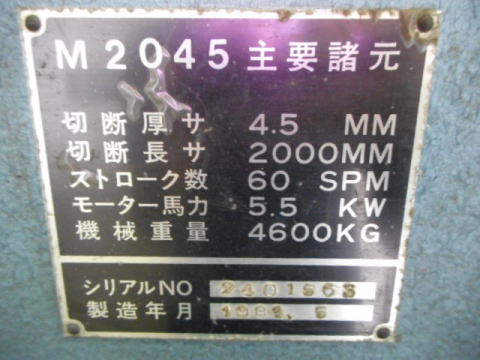 M2045 主要諸元
切断厚サ 4.5 MM
切断長サ 2000MM
ストローク数 60 SPM
モーター馬力 5.5 KW
機械重量 4600KG
シリアルNO
製造年月